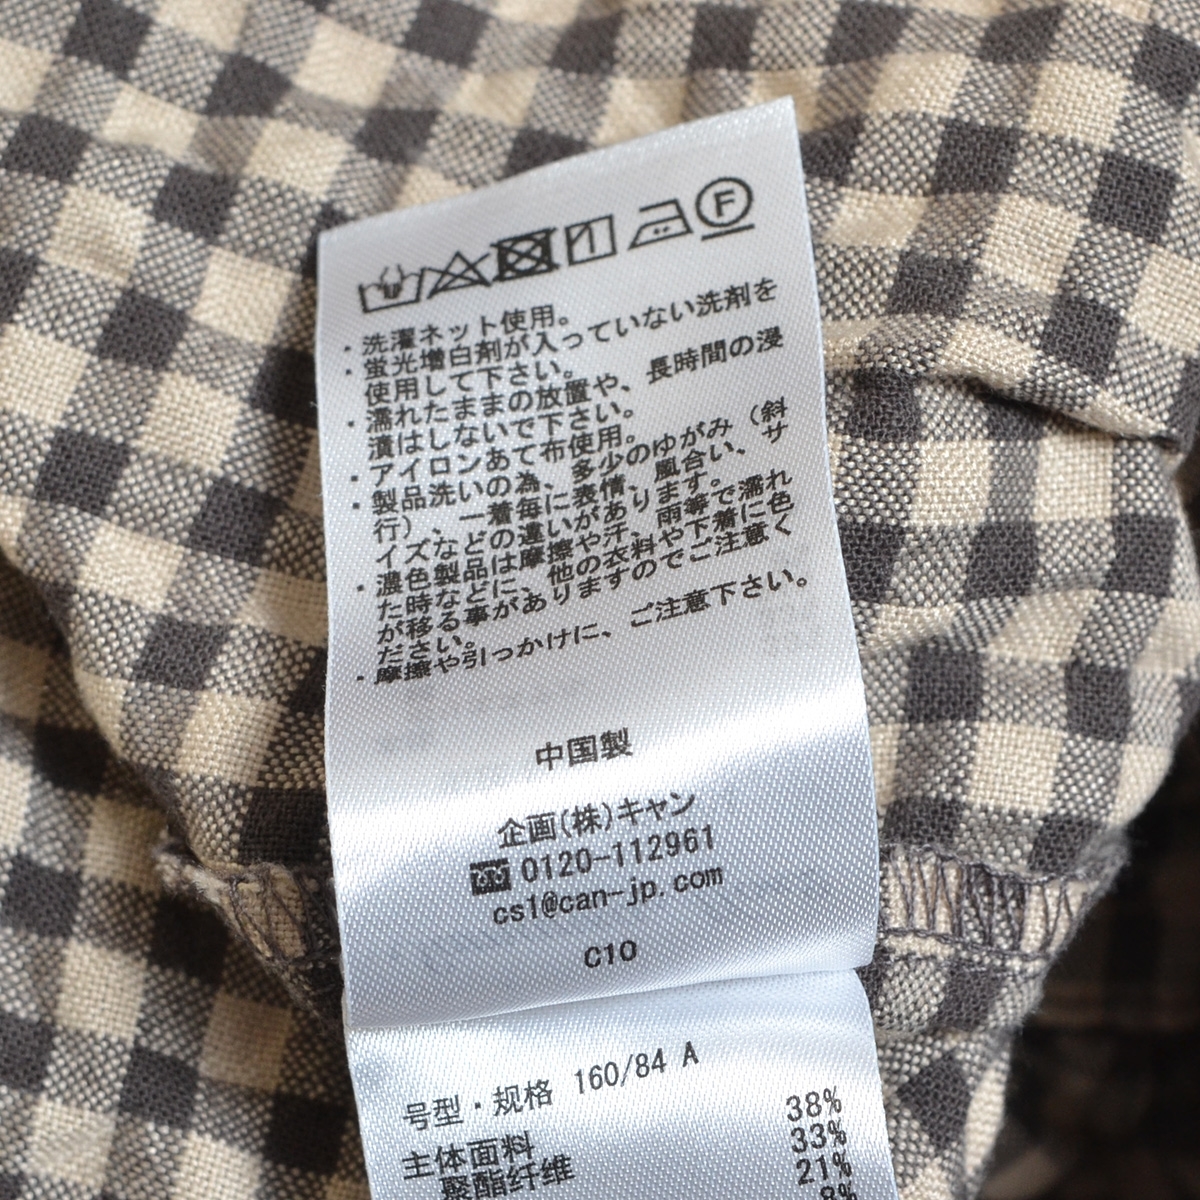 F
・洗濯ネット使用。
・蛍光増白剤が入っていない洗剤を
使用して下さい。
・濡れたままの放置や、長時間の浸
漬はしないで下さい。
・アイロンあて布使用。
・製品洗いの為、多少のゆがみ（斜
行）、一着毎に表情、風合い、サ
イズなどの違いがあります。
・濃色製品は摩擦や汗、雨等で濡れ
た時などに、他の衣料や下着に色
が移る事がありますのでご注意く
ださい。
・摩擦や引っかけに、ご注意下さい。
中国製
企画(株)キャン
0120-112961
cs1@can-jp.com
C10
号型・规格 160/84 A
主体面料 38%
聚酯纤维 33%
21%
8%